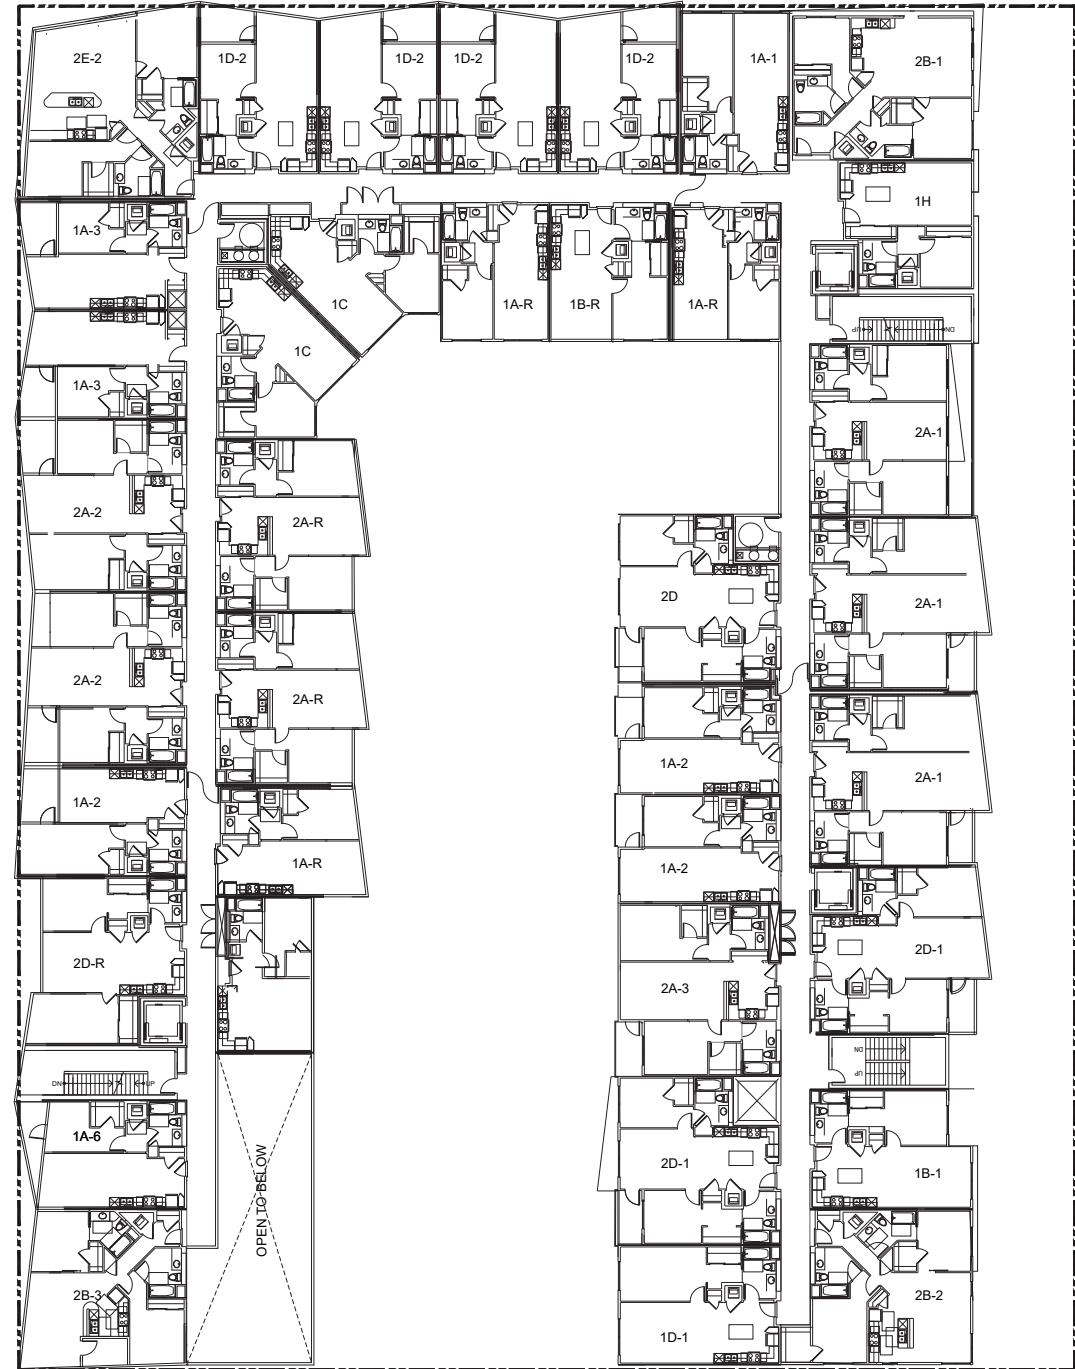 2E-2
1D-2
1D-2
1D-2
1D-2
1A-1
2B-1
1A-3
1H
1C
1A-R
1B-R
1A-R
UP
DN
1C
1A-3
2A-1
2A-2
2A-R
2D
2A-1
2A-2
2A-R
1A-2
2A-1
1A-2
1A-R
1A-2
2D-R
2D-1
2A-3
DN
UP
DN
UP
1A-6
2D-1
1B-1
OPEN TO BELOW
2B-3
2B-2
1D-1